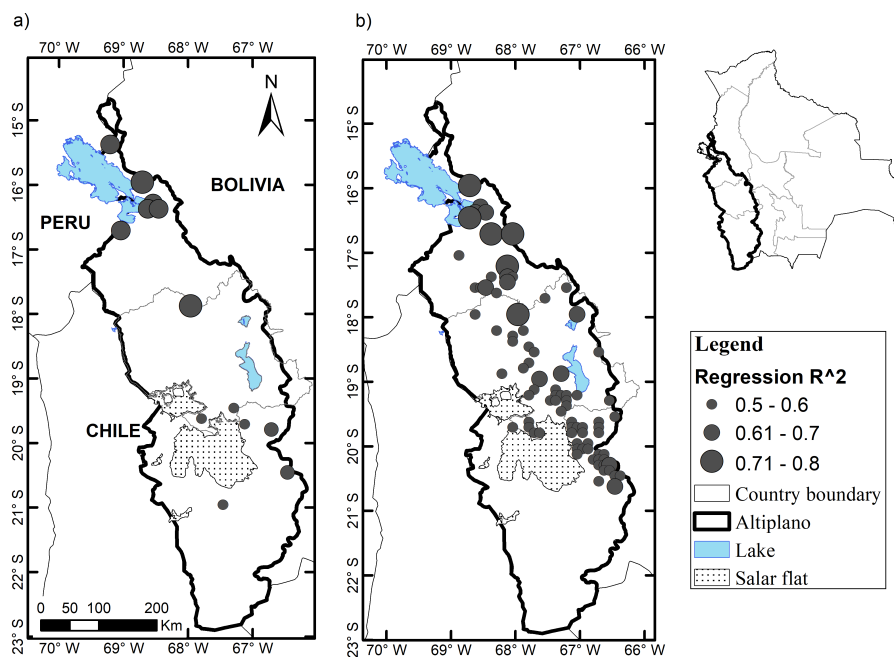 a)
b)
70° W 69° W 68° W 67° W
70° W 69° W 68° W 67° W 66° W
N
15° S
16° S
17° S
18° S
19° S
20° S
21° S
22° S
23° S
BOLIVIA
PERU
CHILE
0 50 100 200
Km
70° W 69° W 68° W 67° W
15° S
16° S
17° S
18° S
19° S
20° S
21° S
22° S
23° S
70° W 69° W 68° W 67° W 66° W
Legend
Regression R^2
0.5 - 0.6
0.61 - 0.7
0.71 - 0.8
Country boundary
Altiplano
Lake
Salar flat